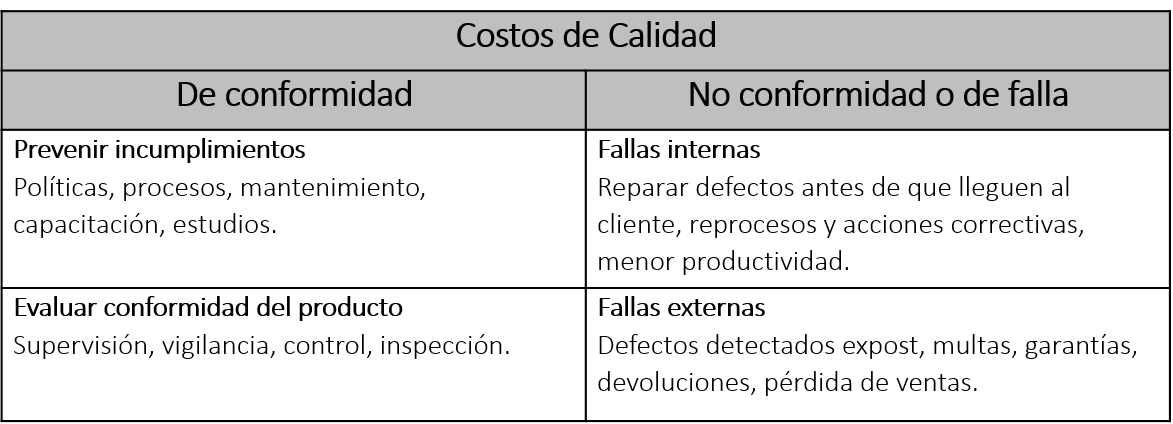 Costos de Calidad
De conformidad
No conformidad o de falla
Prevenir incumplimientos
Políticas, procesos, mantenimiento,
capacitación, estudios.
Fallas internas
Reparar defectos antes de que lleguen al
cliente, reprocesos y acciones correctivas,
menor productividad.
Evaluar conformidad del producto
Supervisión, vigilancia, control, inspección.
Fallas externas
Defectos detectados expost, multas, garantías,
devoluciones, pérdida de ventas.